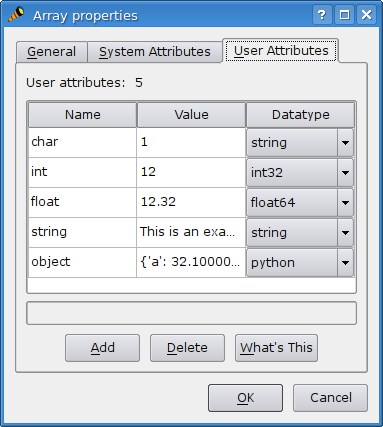 Array properties
General System Attributes User Attributes
User attributes: 5
Name Value Datatype
char 1 string
int 12 int32
float 12.32 float64
string This is an exa... string
object {'a': 32.10000... python
Add Delete What's This
OK Cancel